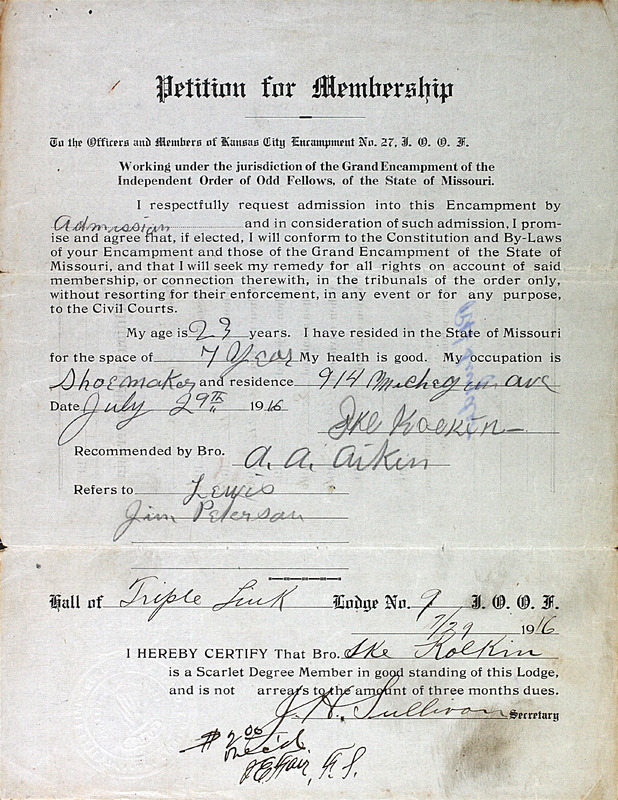 Petition for Membership
To the Officers and Members of Kansas City Encampment No. 27, I. O. O. F.
Working under the jurisdiction of the Grand Encampment of the
Independent Order of Odd Fellows, of the State of Missouri.
I respectfully request admission into this Encampment by
Admission and in consideration of such admission, I prom-
ise and agree that, if elected, I will conform to the Constitution and By-Laws
of your Encampment and those of the Grand Encampment of the State of
Missouri, and that I will seek my remedy for all rights on account of said
membership, or connection therewith, in the tribunals of the order only,
without resorting for their enforcement, in any event or for any purpose,
to the Civil Courts.
My age is 23 years. I have resided in the State of Missouri
for the space of 7 Year My health is good. My occupation is
Shoemaker and residence 914 Michegun ave
Date July 29th 1916
Ike Kolkin
Recommended by Bro. A. A. Aikin
Refers to Lewis
Jim Peterson
Hall of Triple Link Lodge No. 9 I. O. O. F.
7/29 1916
I HEREBY CERTIFY That Bro. Ike Kolkin
is a Scarlet Degree Member in good standing of this Lodge,
and is not arrears to the amount of three months dues.
J. H. Sullivan Secretary
$2.00
paid